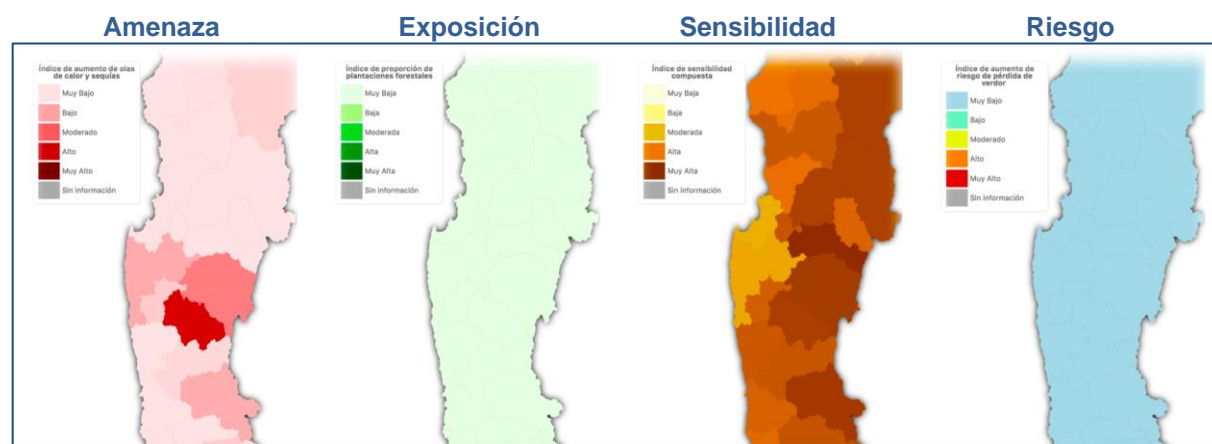 Amenaza
Exposición
Sensibilidad
Riesgo
Índice de aumento de olas
de calor y sequías
Muy Bajo
Bajo
Moderado
Alto
Muy Alto
Sin información
Índice de proporción de
plantaciones forestales
Muy Baja
Baja
Moderada
Alta
Muy Alta
Sin información
Índice de sensibilidad
compuesta
Muy Baja
Baja
Moderada
Alta
Muy Alta
Sin información
Índice de aumento de
riesgo de pérdida de
verdor
Muy Bajo
Bajo
Moderado
Alto
Muy Alto
Sin información